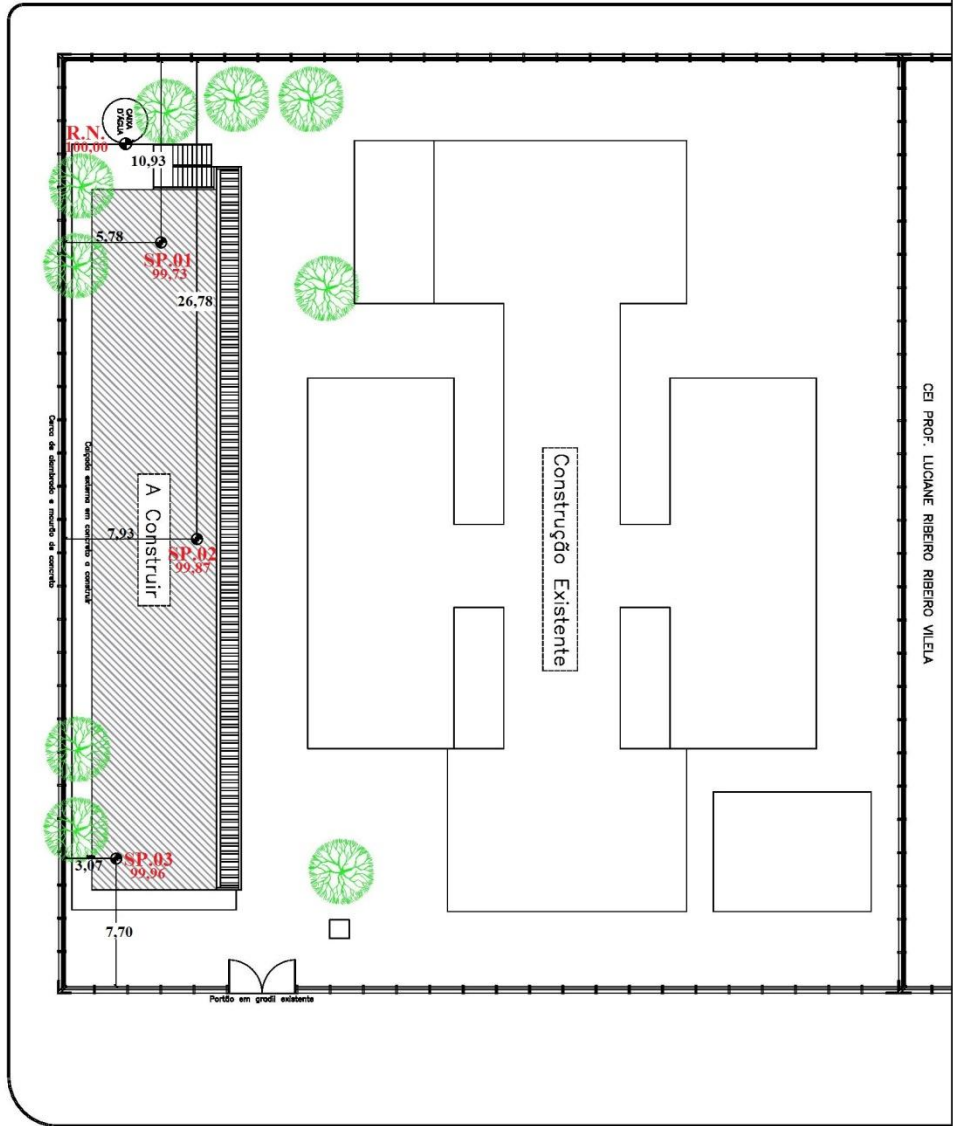 CAIXA
D'ÁGUA
R.N.
100,00
10,93
5,78
SP.01
99,73
26,78
Cerca de alambrado e mourão de concreto
Calçada externa em concreto a construir
A Construir
7,93
SP.02
99,87
Construção Existente
CEI PROF. LUCIANE RIBEIRO RIBEIRO VILELA
3,07
SP.03
99,96
7,70
Portão em gradil existente